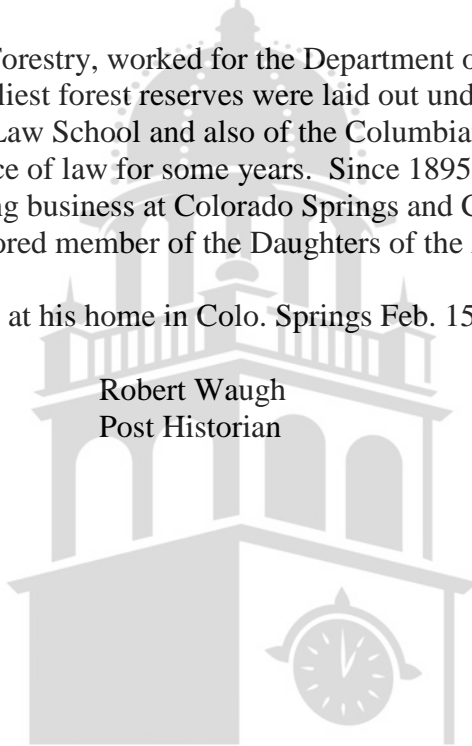 Forestry, worked for the Department o
liest forest reserves were laid out und
Law School and also of the Columbia
ce of law for some years.  Since 1895
ng business at Colorado Springs and C
ored member of the Daughters of the
at his home in Colo. Springs Feb. 15
Robert Waugh
Post Historian